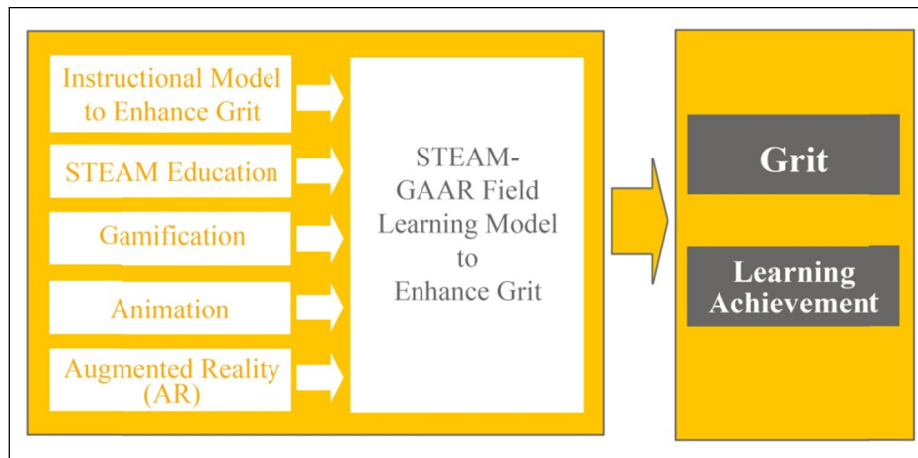 Instructional Model
to Enhance Grit
STEAM Education
Gamification
Animation
Augmented Reality
(AR)
STEAM-
GAAR Field
Learning Model
to
Enhance Grit
Grit
Learning
Achievement